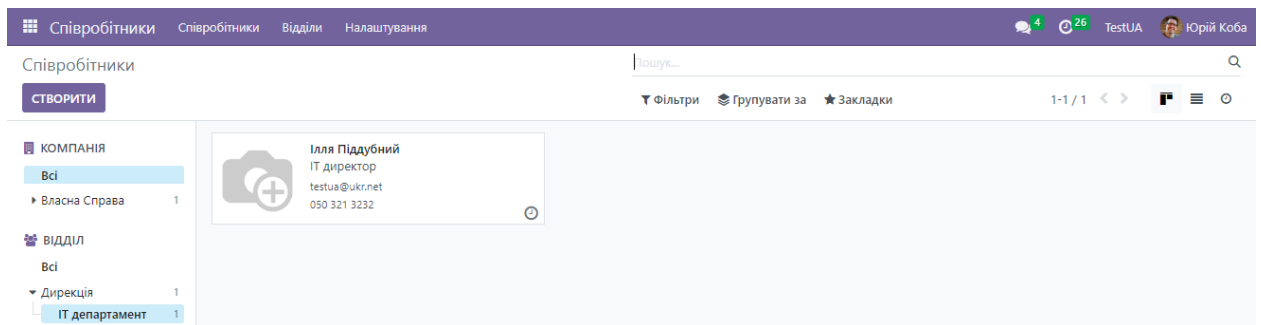 Співробітники Співробітники Відділи Налаштування 4 26 TestUA Юрій Коба
Співробітники Пошук...
СТВОРИТИ Фільтри Групувати за Закладки 1-1 / 1
КОМПАНІЯ
Всі
Власна Справа 1
ВІДДІЛ
Всі
Дирекція 1
ІТ департамент 1
Ілля Піддубний
ІТ директор
testua@ukr.net
050 321 3232